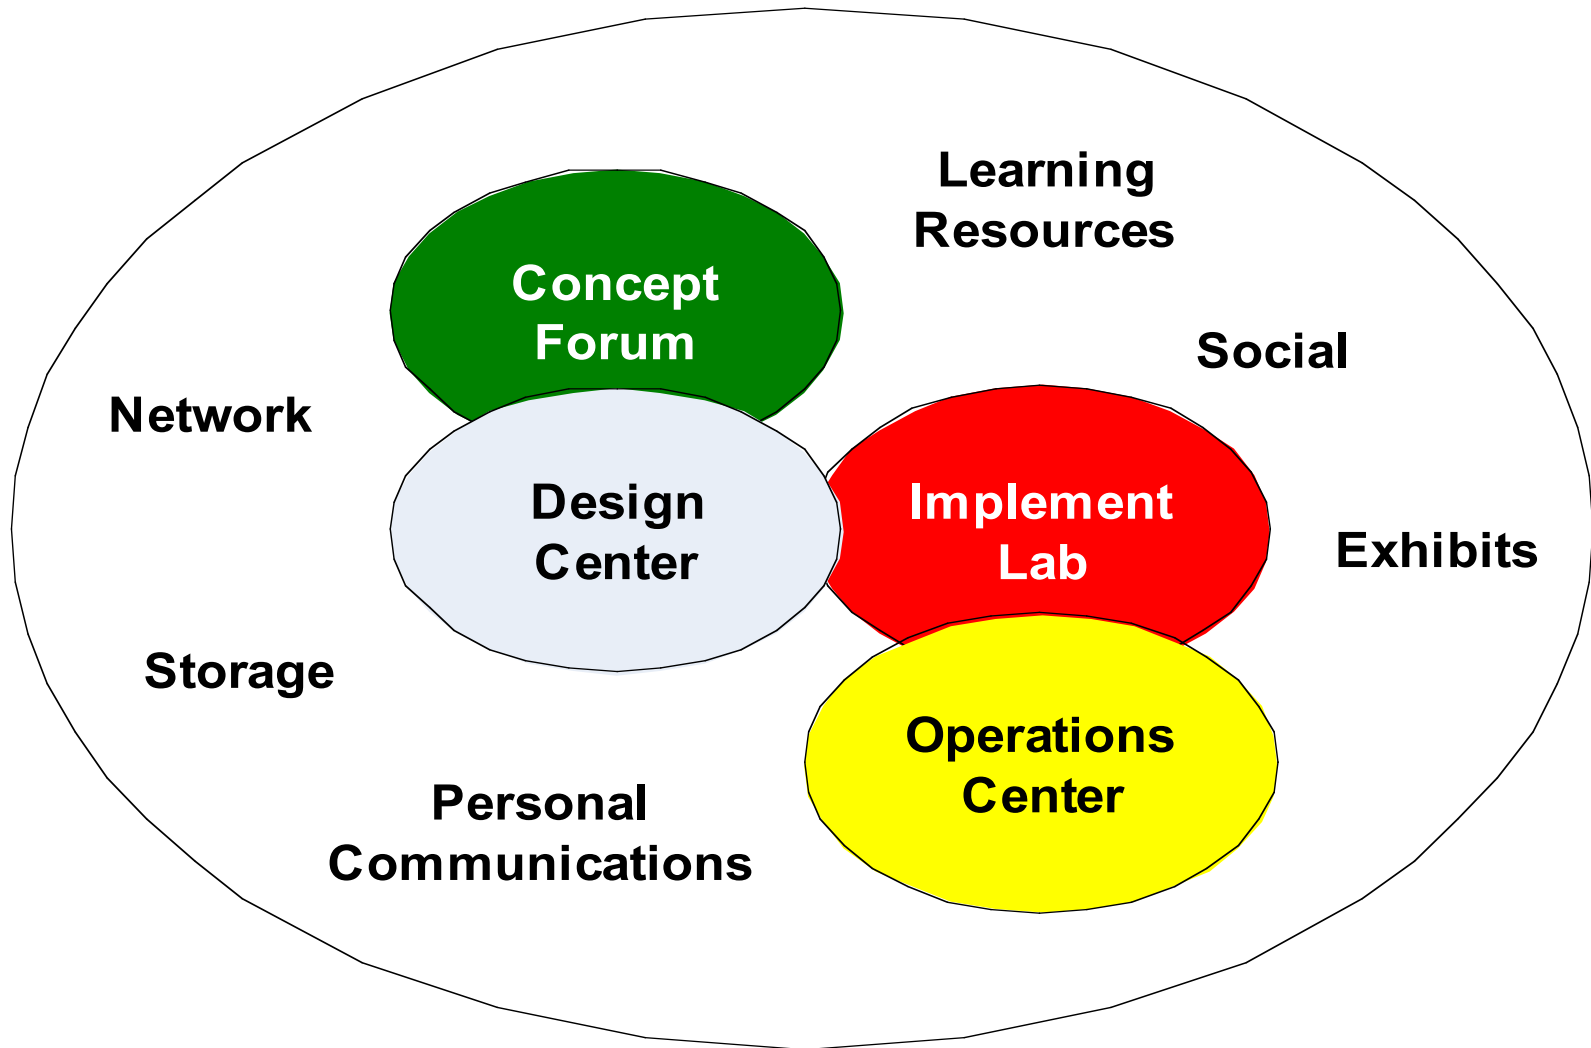 Learning
Resources
Concept
Forum
Social
Network
Design
Center
Implement
Lab
Exhibits
Storage
Operations
Center
Personal
Communications